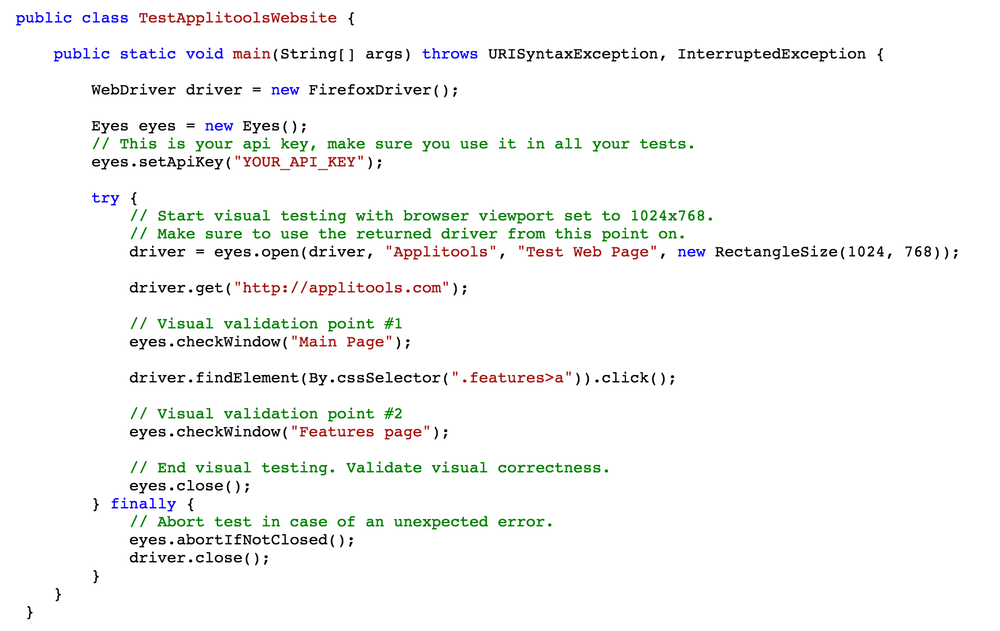 public class TestApplitoolsWebsite {
public static void main(String[] args) throws URISyntaxException, InterruptedException {
WebDriver driver = new FirefoxDriver();
Eyes eyes = new Eyes();
// This is your api key, make sure you use it in all your tests.
eyes.setApiKey("YOUR_API_KEY");
try {
// Start visual testing with browser viewport set to 1024x768.
// Make sure to use the returned driver from this point on.
driver = eyes.open(driver, "Applitools", "Test Web Page", new RectangleSize(1024, 768));
driver.get("http://applitools.com");
// Visual validation point #1
eyes.checkWindow("Main Page");
driver.findElement(By.cssSelector(".features>a")).click();
// Visual validation point #2
eyes.checkWindow("Features page");
// End visual testing. Validate visual correctness.
eyes.close();
} finally {
// Abort test in case of an unexpected error.
eyes.abortIfNotClosed();
driver.close();
}
}
}